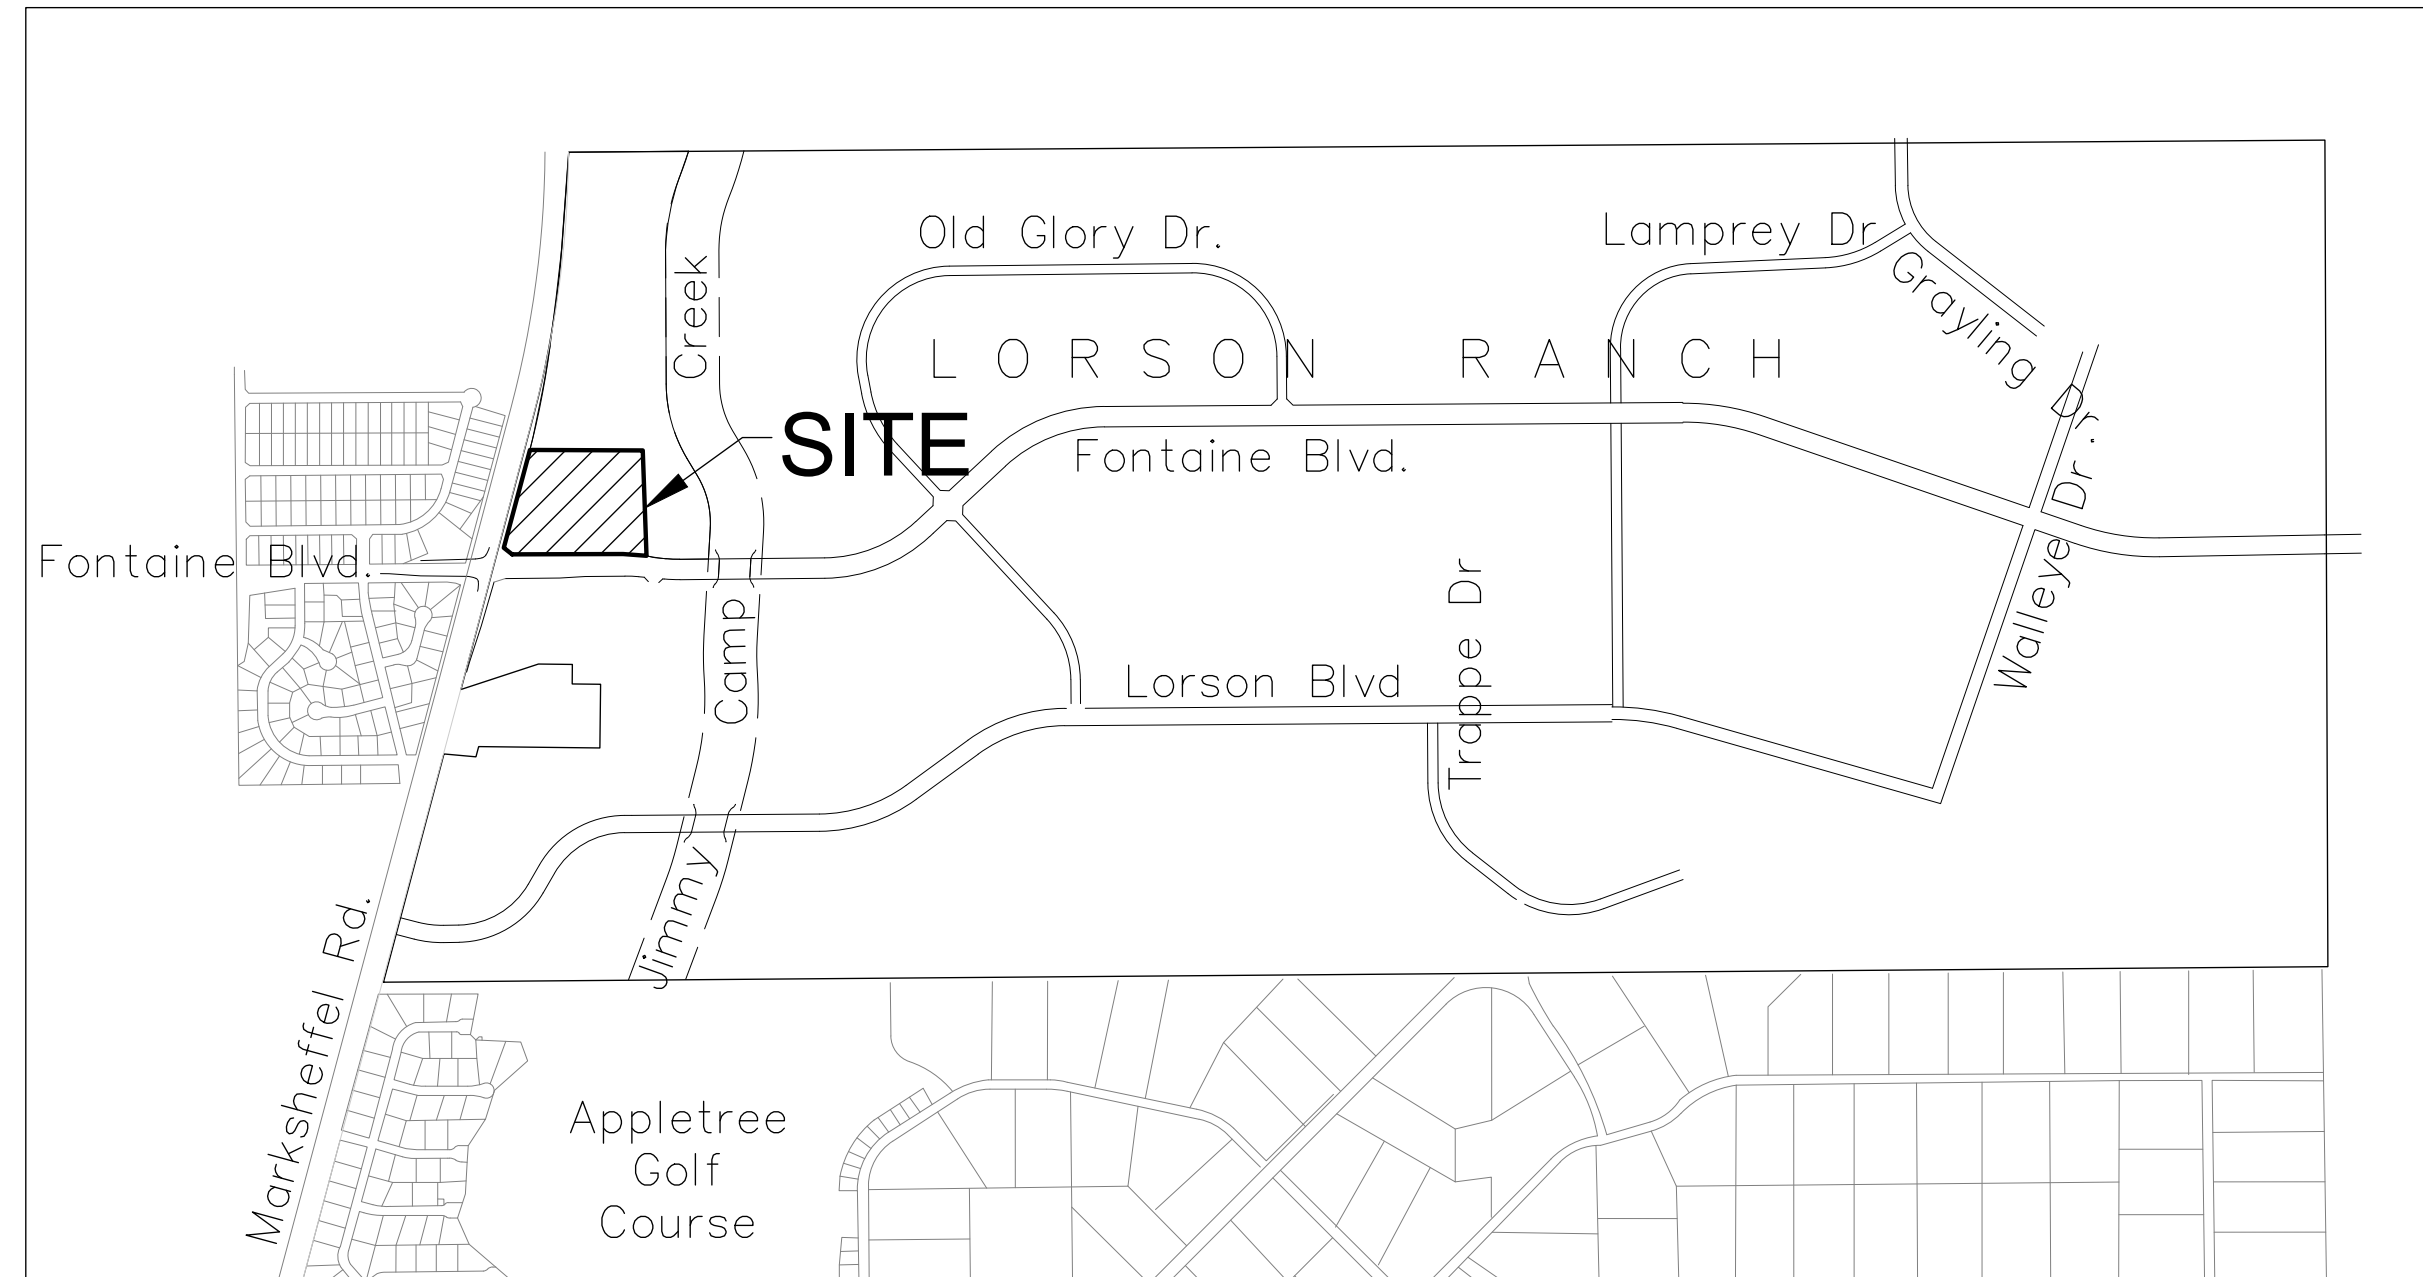 Old Glory Dr.
Lamprey Dr
Grayling Dr.
Creek
LORSON RANCH
SITE
Fontaine Blvd.
Fontaine Blvd.
Walleye Dr.
Trappe Dr
Camp
Lorson Blvd
Jimmy
Marksheffel Rd.
Appletree
Golf
Course